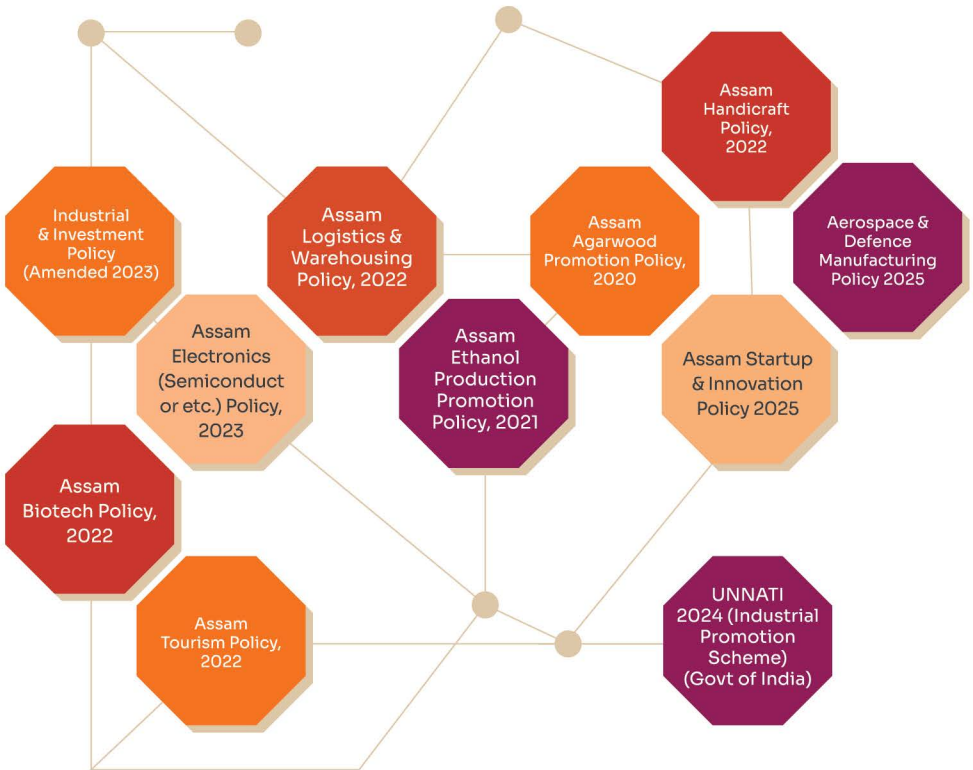 Assam
Handicraft
Policy,
2022
Industrial
& Investment
Policy
(Amended 2023)
Assam
Logistics &
Warehousing
Policy, 2022
Assam
Agarwood
Promotion Policy,
2020
Aerospace &
Defence
Manufacturing
Policy 2025
Assam
Electronics
(Semiconduct
or etc.) Policy,
2023
Assam
Ethanol
Production
Promotion
Policy, 2021
Assam Startup
& Innovation
Policy 2025
Assam
Biotech Policy,
2022
Assam
Tourism Policy,
2022
UNNATI
2024 (Industrial
Promotion
Scheme)
(Govt of India)